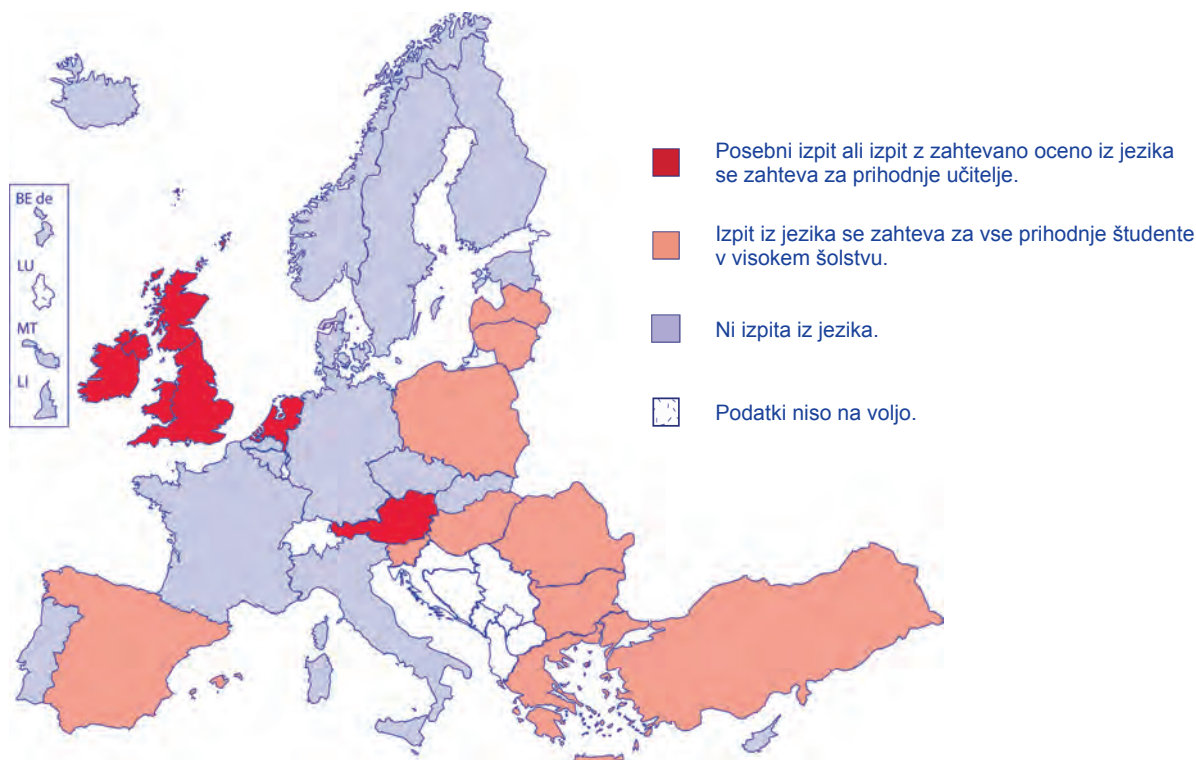 BE de
LU
MT
LI
Posebni izpit ali izpit z zahtevano oceno iz jezika
se zahteva za prihodnje učitelje.
Izpit iz jezika se zahteva za vse prihodnje študente
v visokem šolstvu.
Ni izpita iz jezika.
Podatki niso na voljo.